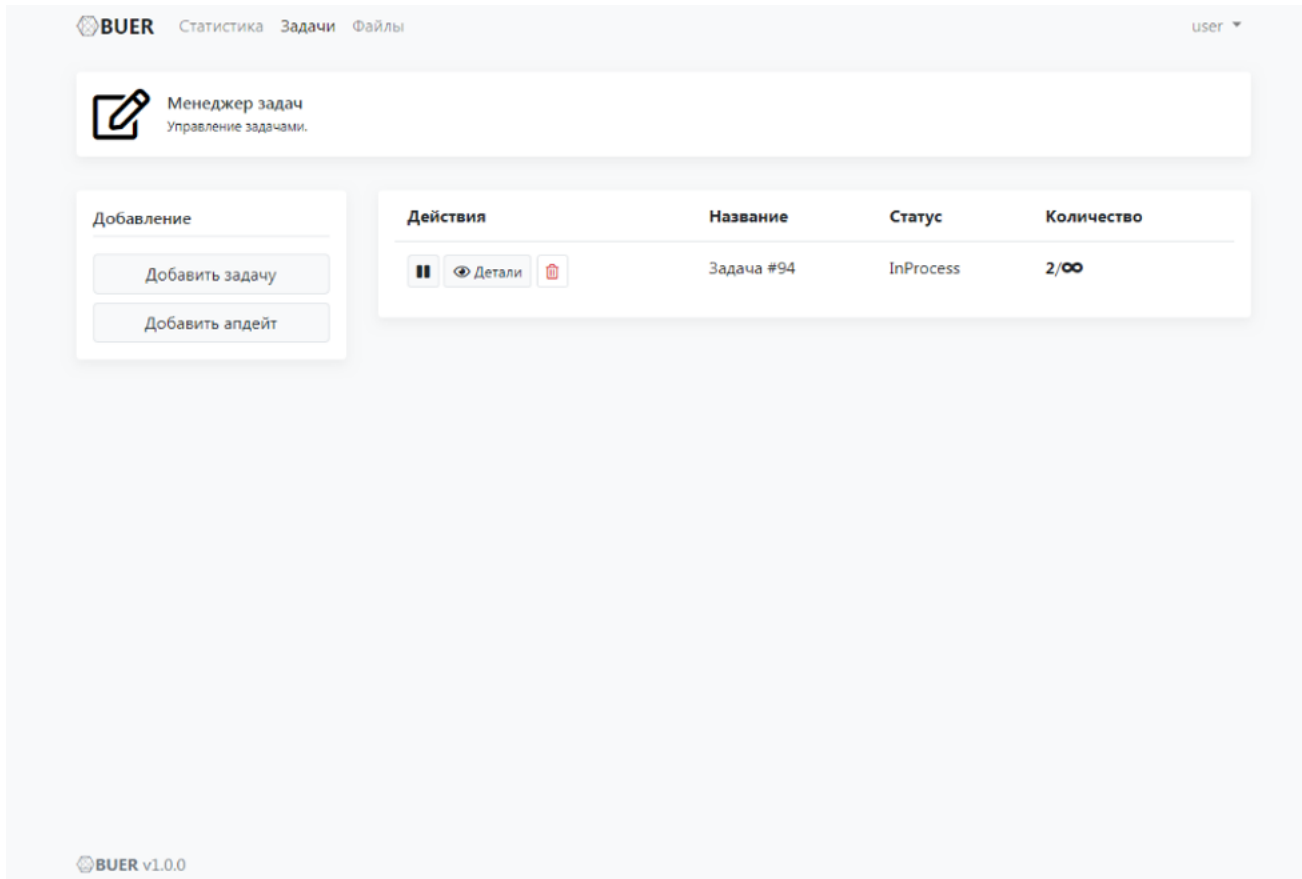 BUER Статистика Задачи Файлы user
Менеджер задач
Управление задачами.
Добавление
Добавить задачу
Добавить апдейт
Действия Название Статус Количество
Детали Задача #94 InProcess 2/∞
BUER v1.0.0